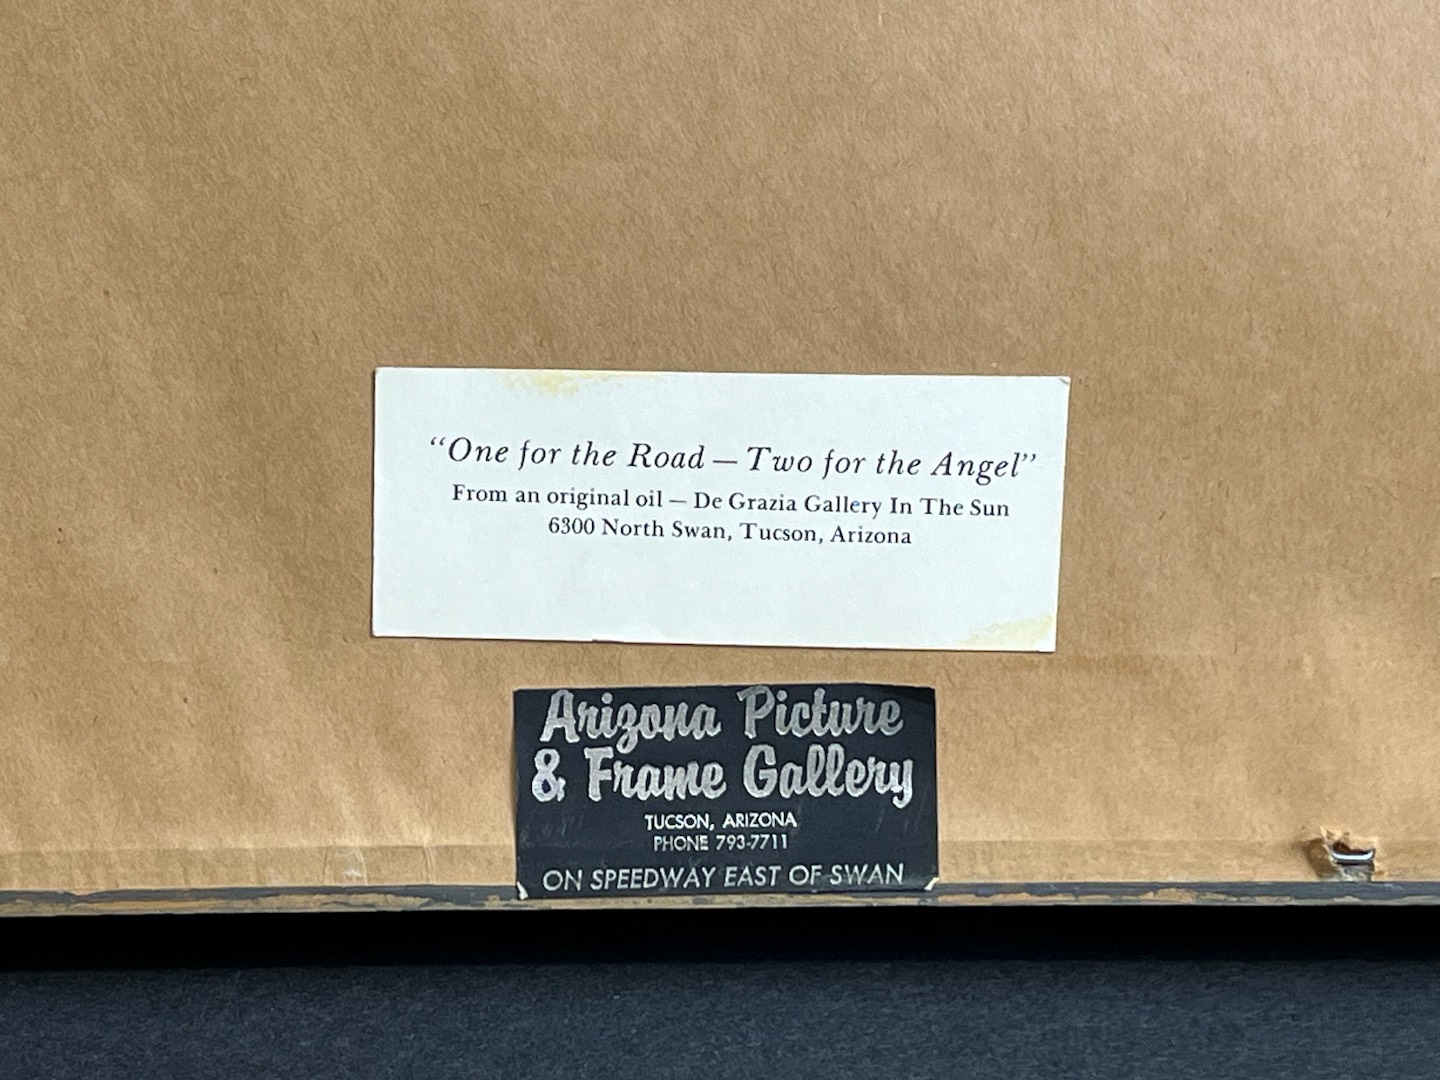 “One for the Road — Two for the Angel”
From an original oil — De Grazia Gallery In The Sun
6300 North Swan, Tucson, Arizona
Arizona Picture
& Frame Gallery
TUCSON, ARIZONA
PHONE 793-7711
ON SPEEDWAY EAST OF SWAN